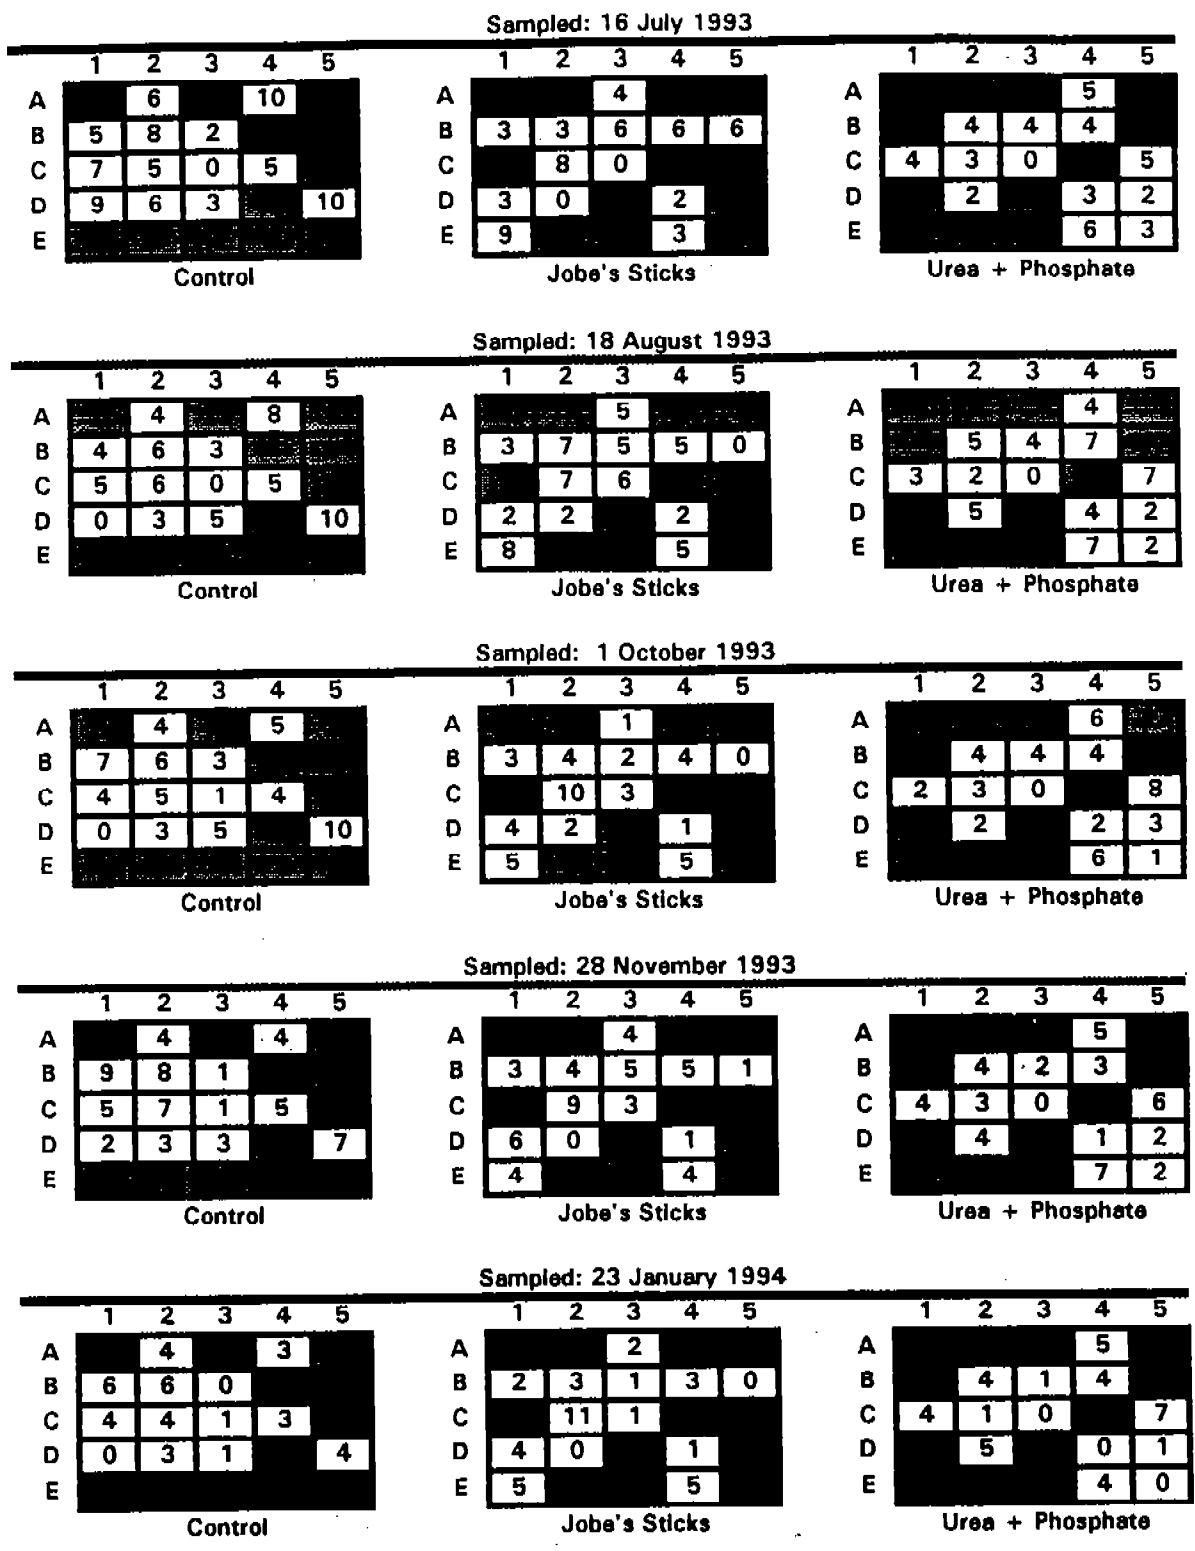 Sampled: 16 July 1993
1 2 3 4 5 1 2 3 4 5 1 2 3 4 5
A 6 10 A 4 A 5
B 5 8 2 B 3 3 6 6 6 B 4 4 4
C 7 5 0 5 C 8 0 C 4 3 0 5
D 9 6 3 10 D 3 0 2 D 2 3 2
E E 9 3 E 6 3
Control Jobe's Sticks Urea + Phosphate
Sampled: 18 August 1993
1 2 3 4 5 1 2 3 4 5 1 2 3 4 5
A 4 8 A 5 A 4
B 4 6 3 B 3 7 5 5 0 B 5 4 7
C 5 6 0 5 C 7 6 C 3 2 0 7
D 0 3 5 10 D 2 2 2 D 5 4 2
E E 8 5 E 7 2
Control Jobe's Sticks Urea + Phosphate
Sampled: 1 October 1993
1 2 3 4 5 1 2 3 4 5 1 2 3 4 5
A 4 5 A 1 A 6
B 7 6 3 B 3 4 2 4 0 B 4 4 4
C 4 5 1 4 C 10 3 C 2 3 0 8
D 0 3 5 10 D 4 2 1 D 2 2 3
E E 5 5 E 6 1
Control Jobe's Sticks Urea + Phosphate
Sampled: 28 November 1993
1 2 3 4 5 1 2 3 4 5 1 2 3 4 5
A 4 4 A 4 A 5
B 9 8 1 B 3 4 5 5 1 B 4 2 3
C 5 7 1 5 C 9 3 C 4 3 0 6
D 2 3 3 7 D 6 0 1 D 4 1 2
E E 4 4 E 7 2
Control Jobe's Sticks Urea + Phosphate
Sampled: 23 January 1994
1 2 3 4 5 1 2 3 4 5 1 2 3 4 5
A 4 3 A 2 A 5
B 6 6 0 B 2 3 1 3 0 B 4 1 4
C 4 4 1 3 C 11 1 C 4 1 0 7
D 0 3 1 4 D 4 0 1 D 5 0 1
E E 5 5 E 4 0
Control Jobe's Sticks Urea + Phosphate